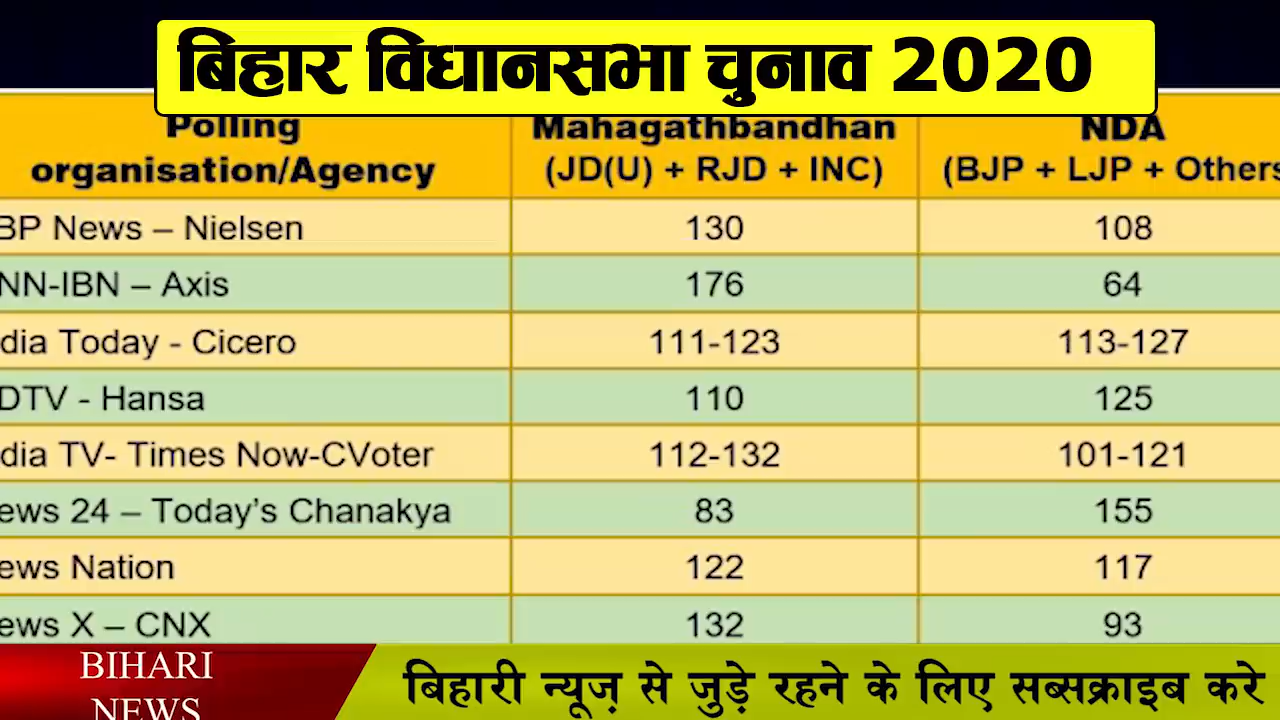 बिहार विधानसभा चुनाव 2020
Polling organisation/Agency Mahagathbandhan (JD(U) + RJD + INC) NDA (BJP + LJP + Others
BP News – Nielsen 130 108
NN-IBN – Axis 176 64
dia Today - Cicero 111-123 113-127
DTV - Hansa 110 125
dia TV- Times Now-CVoter 112-132 101-121
ews 24 – Today's Chanakya 83 155
ews Nation 122 117
ews X – CNX 132 93
BIHARI
NEWS
बिहारी न्यूज़ से जुड़े रहने के लिए सब्सक्राइब करे